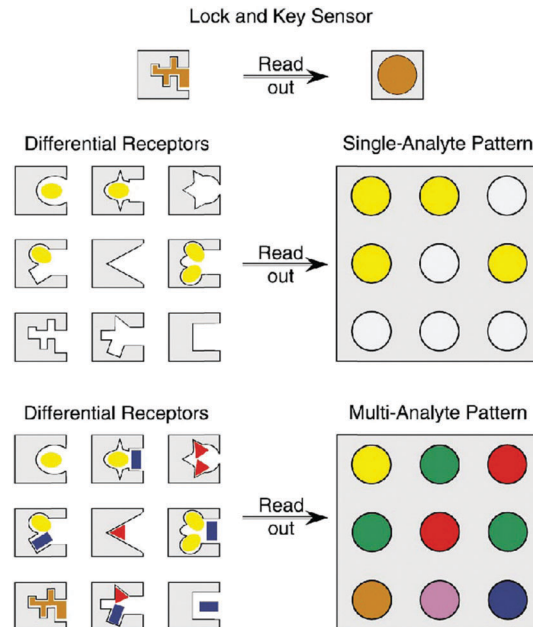 Lock and Key Sensor
Read
out
Differential Receptors
Single-Analyte Pattern
Read
out
Differential Receptors
Multi-Analyte Pattern
Read
out